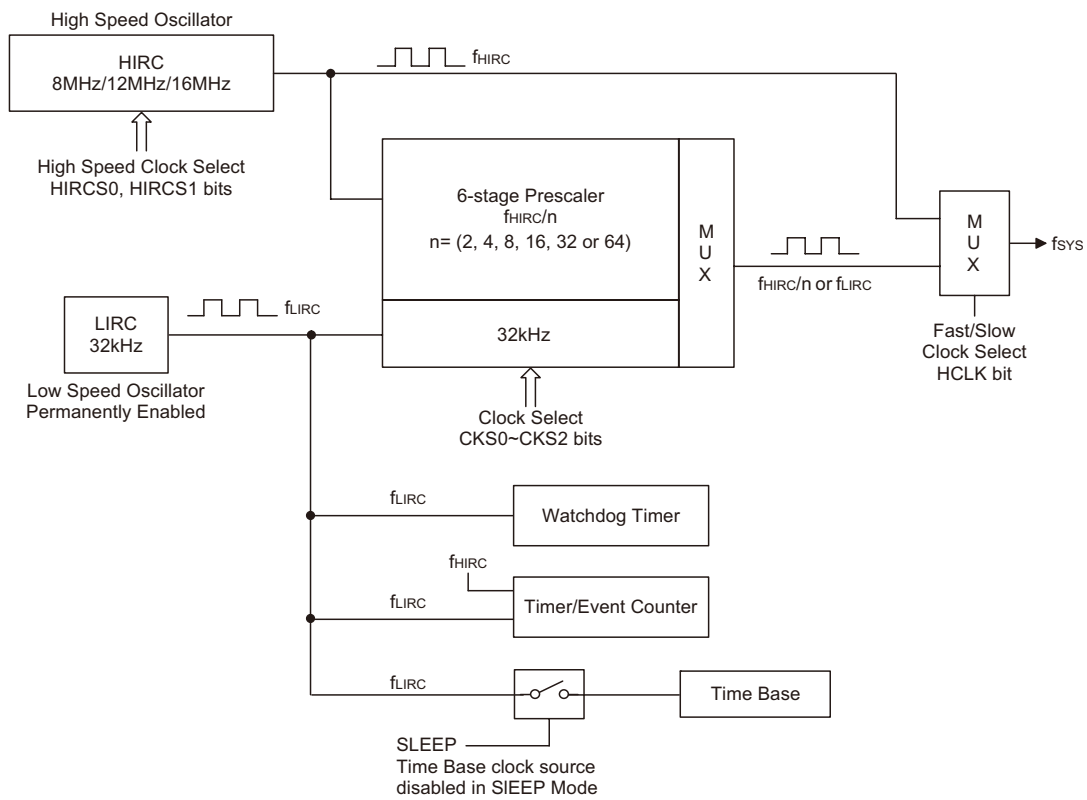 High Speed Oscillator
HIRC
8MHz/12MHz/16MHz
High Speed Clock Select
HIRCS0, HIRCS1 bits
fHIRC
6-stage Prescaler
fHIRC/n
n= (2, 4, 8, 16, 32 or 64)
M
U
X
fHIRC/n or fLIRC
M
U
X
fSYS
Fast/Slow
Clock Select
HCLK bit
LIRC
32kHz
fLIRC
32kHz
Low Speed Oscillator
Permanently Enabled
Clock Select
CKS0~CKS2 bits
fLIRC
Watchdog Timer
fHIRC
fLIRC
Timer/Event Counter
fLIRC
Time Base
SLEEP
Time Base clock source
disabled in SlEEP Mode